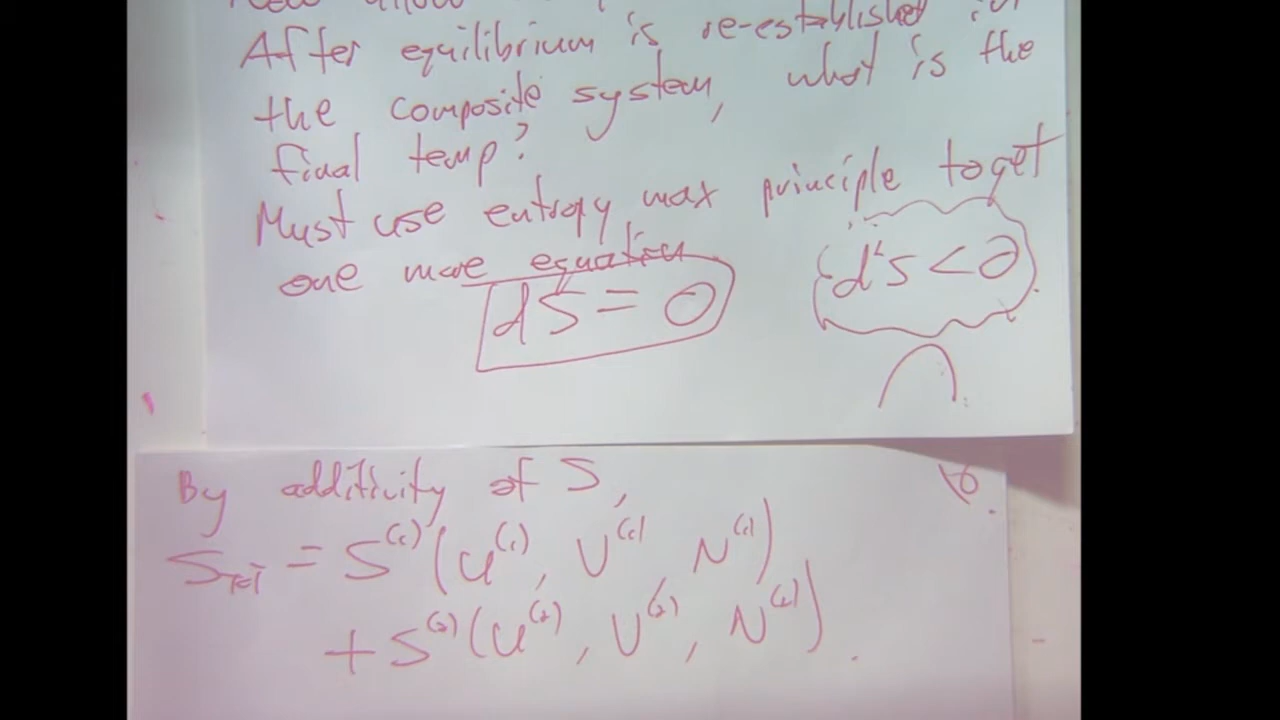 After equilibrium is re-established
the composite system, what is the
final temp?
Must use entropy max principle to get
one more equation
dS = 0
d²S < 0
By additivity of S,
S_TOT = S^(1)(U^(1), V^(1), N^(1))
+ S^(2)(U^(2), V^(2), N^(2)).